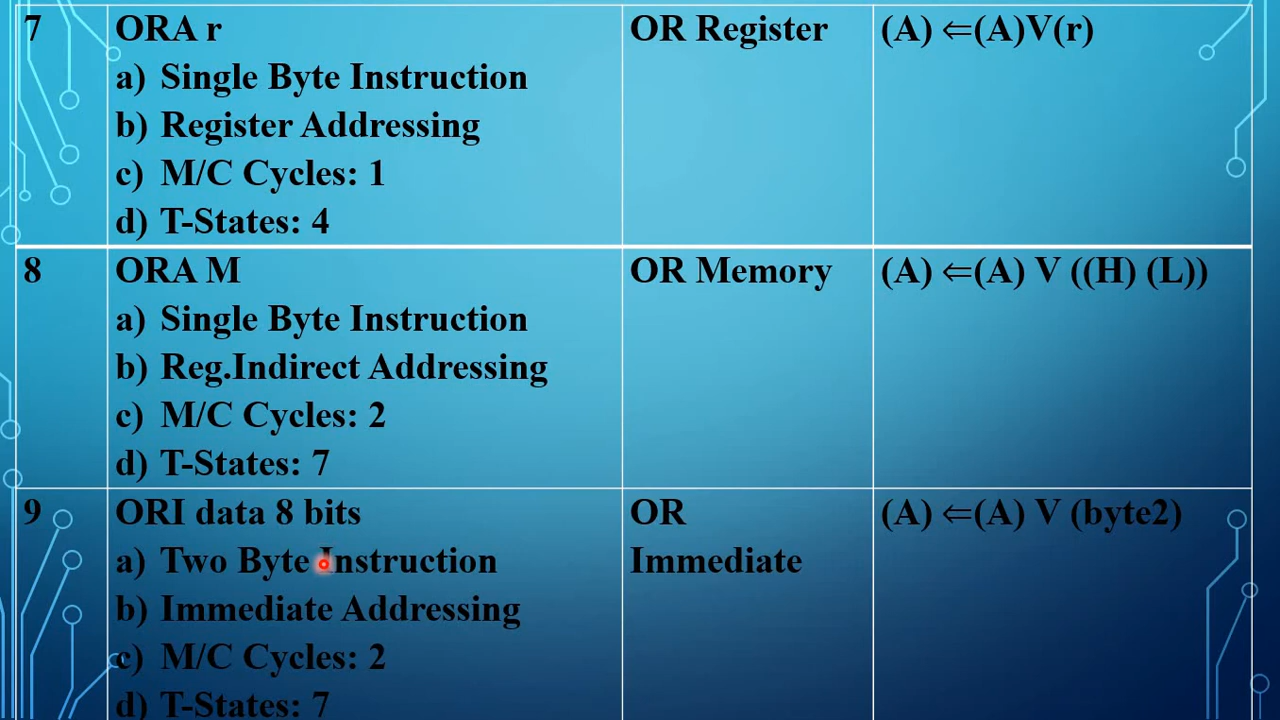 7 ORA r OR Register (A) ⇐(A)V(r)
a) Single Byte Instruction
b) Register Addressing
c) M/C Cycles: 1
d) T-States: 4
8 ORA M OR Memory (A) ⇐(A) V ((H) (L))
a) Single Byte Instruction
b) Reg.Indirect Addressing
c) M/C Cycles: 2
d) T-States: 7
9 ORI data 8 bits OR (A) ⇐(A) V (byte2)
a) Two Byte Instruction Immediate
b) Immediate Addressing
c) M/C Cycles: 2
d) T-States: 7